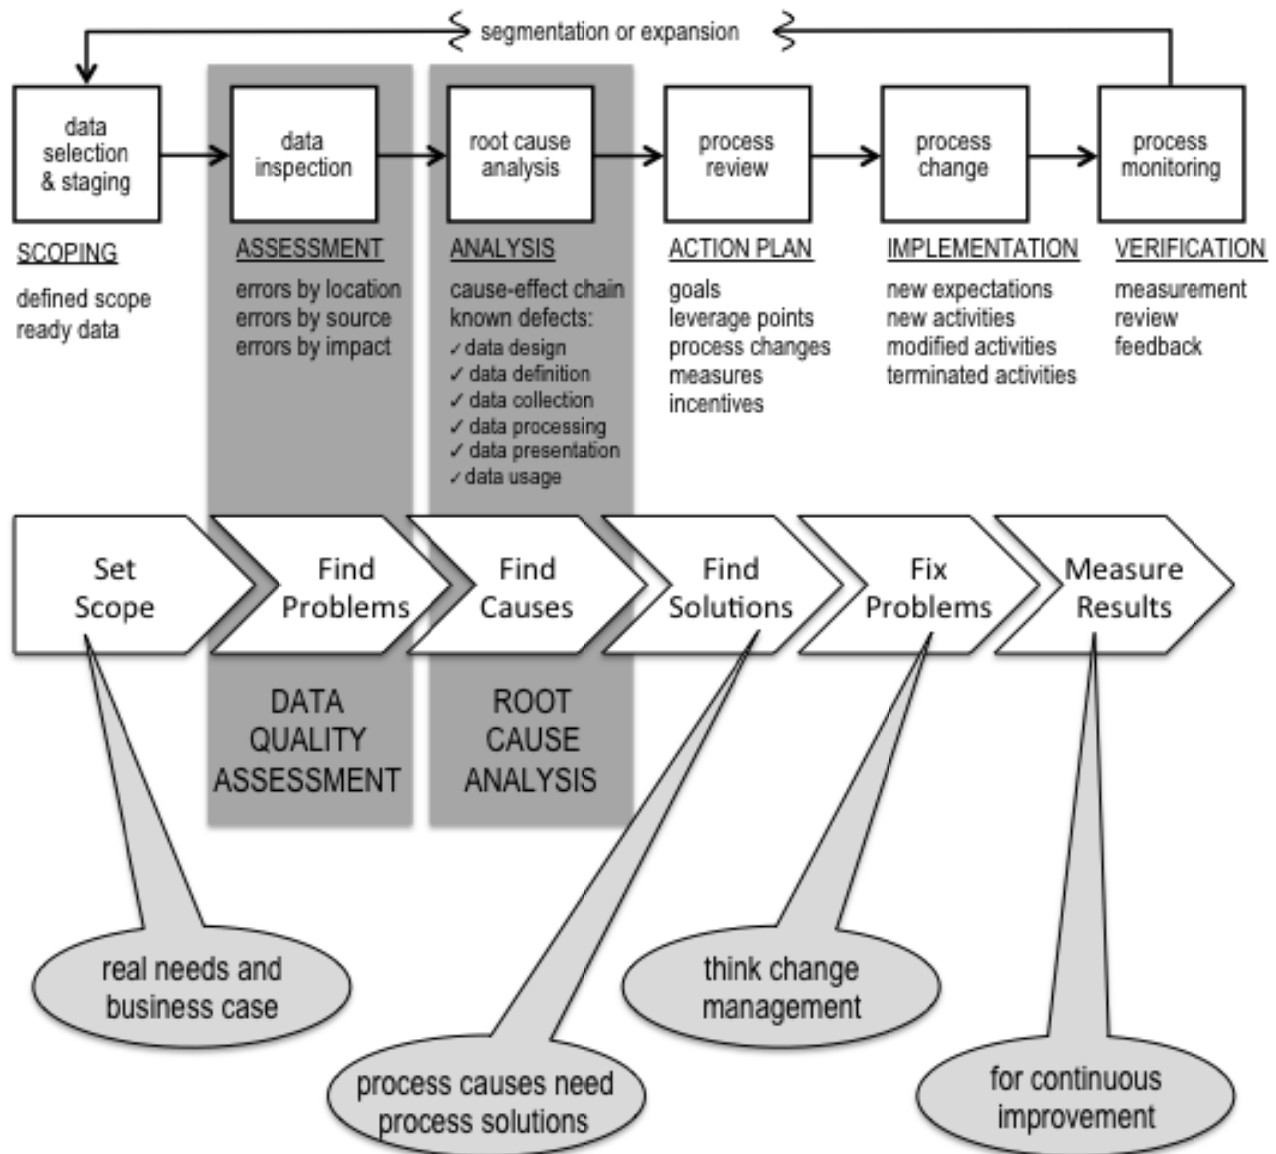 segmentation or expansion
data
selection
& staging
data
inspection
root cause
analysis
process
review
process
change
process
monitoring
SCOPING
defined scope
ready data
ASSESSMENT
errors by location
errors by source
errors by impact
ANALYSIS
cause-effect chain
known defects:
✓ data design
✓ data definition
✓ data collection
✓ data processing
✓ data presentation
✓ data usage
ACTION PLAN
goals
leverage points
process changes
measures
incentives
IMPLEMENTATION
new expectations
new activities
modified activities
terminated activities
VERIFICATION
measurement
review
feedback
Set
Scope
Find
Problems
Find
Causes
Find
Solutions
Fix
Problems
Measure
Results
DATA
QUALITY
ASSESSMENT
ROOT
CAUSE
ANALYSIS
real needs and
business case
process causes need
process solutions
think change
management
for continuous
improvement